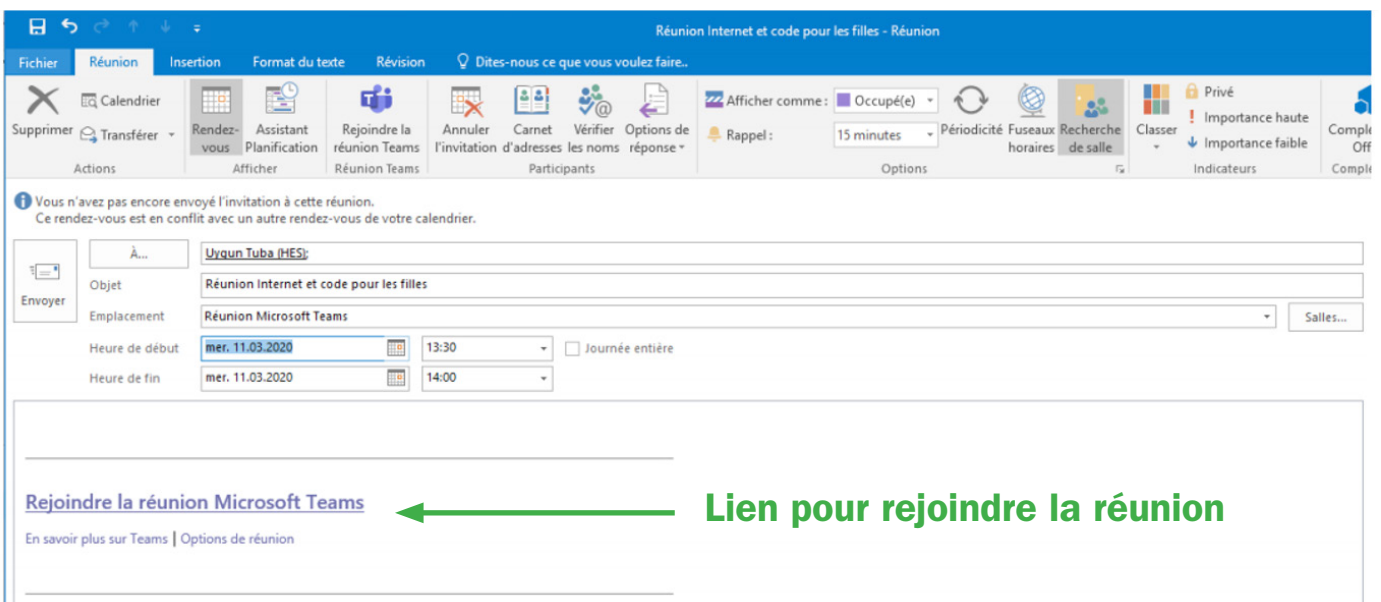 Réunion Internet et code pour les filles - Réunion
Fichier Réunion Insertion Format du texte Révision Dites-nous ce que vous voulez faire..
Supprimer
Calendrier
Transférer
Actions
Rendez-
vous
Assistant
Planification
Afficher
Rejoindre la
réunion Teams
Réunion Teams
Annuler
l'invitation
Carnet
d'adresses
Vérifier
les noms
Options de
réponse
Participants
Afficher comme : Occupé(e)
Rappel : 15 minutes
Périodicité
Fuseaux
horaires
Recherche
de salle
Options
Classer
Privé
Importance haute
Importance faible
Indicateurs
Comple
Off
Complé
Vous n'avez pas encore envoyé l'invitation à cette réunion.
Ce rendez-vous est en conflit avec un autre rendez-vous de votre calendrier.
Envoyer
À... Uygun Tuba (HES);
Objet Réunion Internet et code pour les filles
Emplacement Réunion Microsoft Teams Salles...
Heure de début mer. 11.03.2020 13:30 Journée entière
Heure de fin mer. 11.03.2020 14:00
Rejoindre la réunion Microsoft Teams
Lien pour rejoindre la réunion
En savoir plus sur Teams | Options de réunion